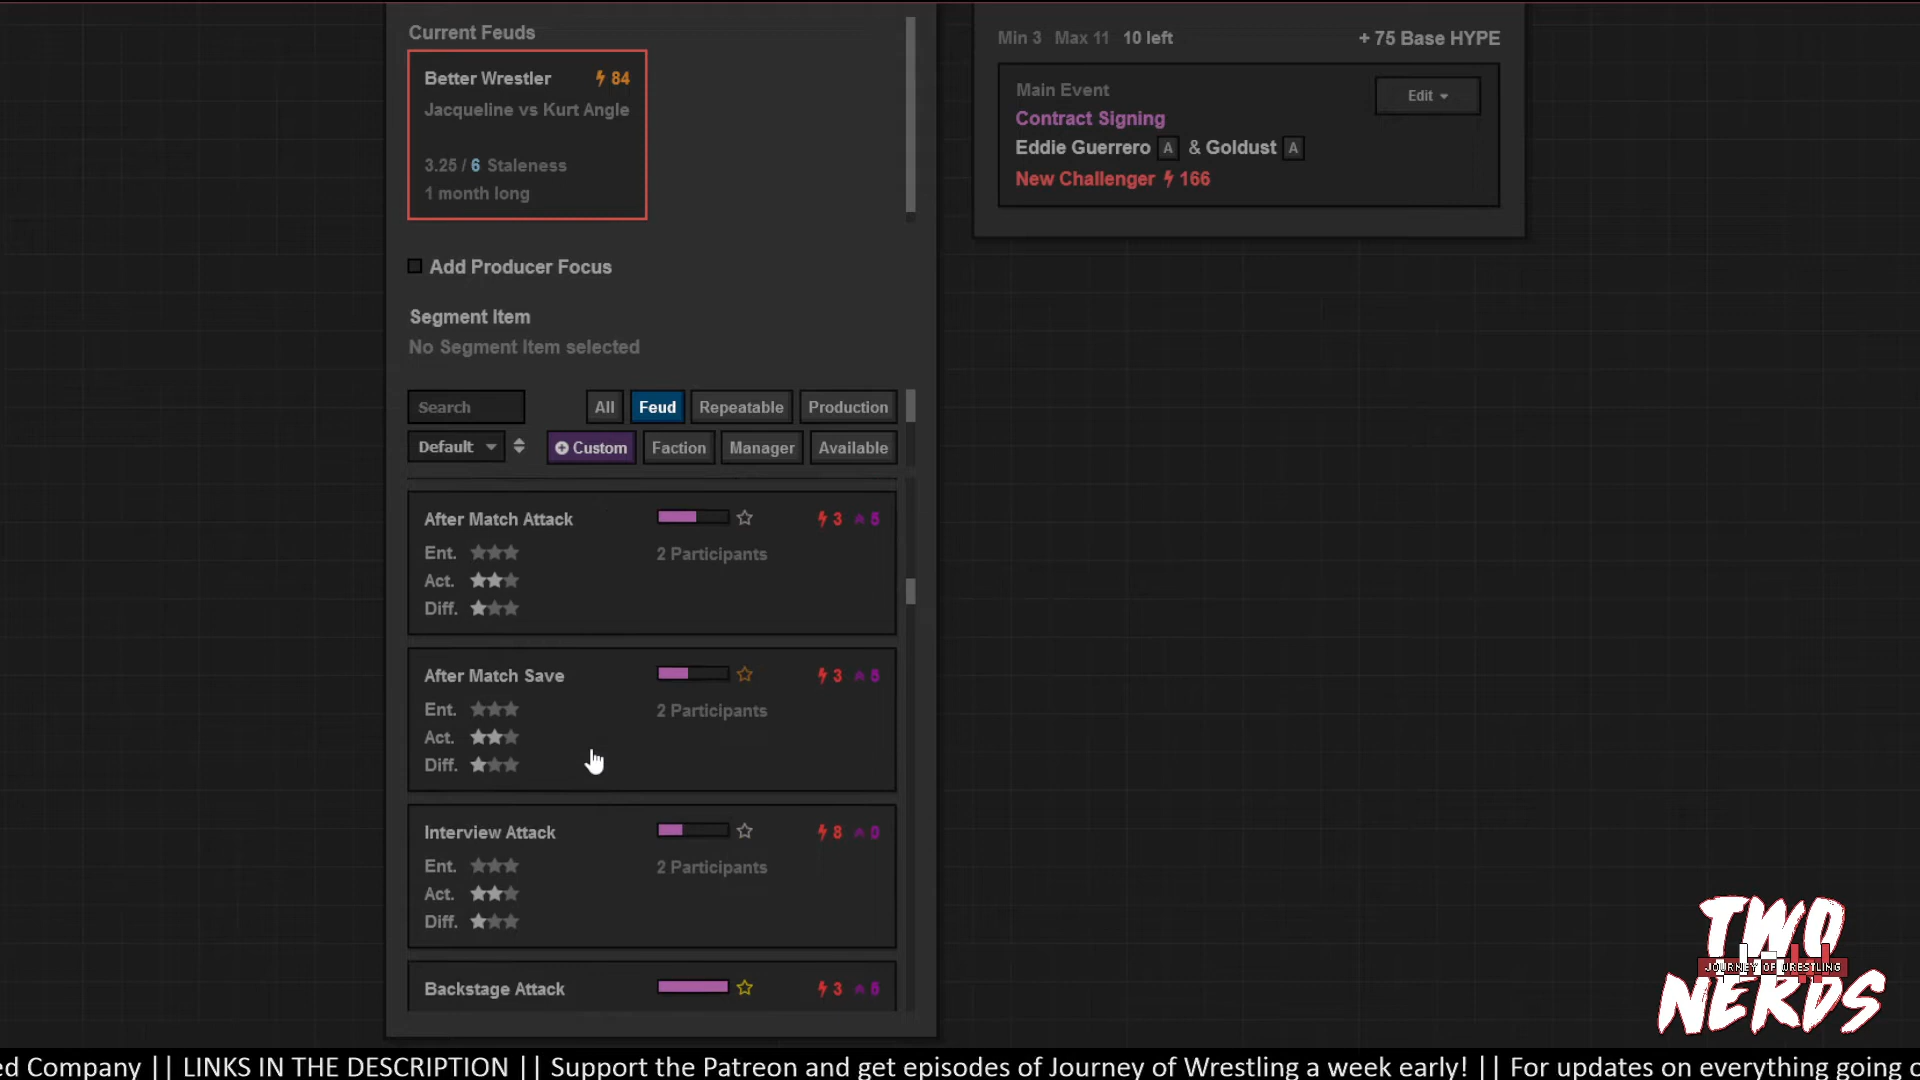 Current Feuds
Better Wrestler 84
Jacqueline vs Kurt Angle
3.25 / 6 Staleness
1 month long
Add Producer Focus
Segment Item
No Segment Item selected
Search All Feud Repeatable Production
Default Custom Faction Manager Available
After Match Attack 3 5
Ent. 2 Participants
Act.
Diff.
After Match Save 3 5
Ent. 2 Participants
Act.
Diff.
Interview Attack 8 0
Ent. 2 Participants
Act.
Diff.
Backstage Attack 3 5
Min 3 Max 11 10 left + 75 Base HYPE
Main Event Edit
Contract Signing
Eddie Guerrero A & Goldust A
New Challenger 166
TWO
JOURNEY OF WRESTLING
NERDS
ed Company || LINKS IN THE DESCRIPTION || Support the Patreon and get episodes of Journey of Wrestling a week early! || For updates on everything going o